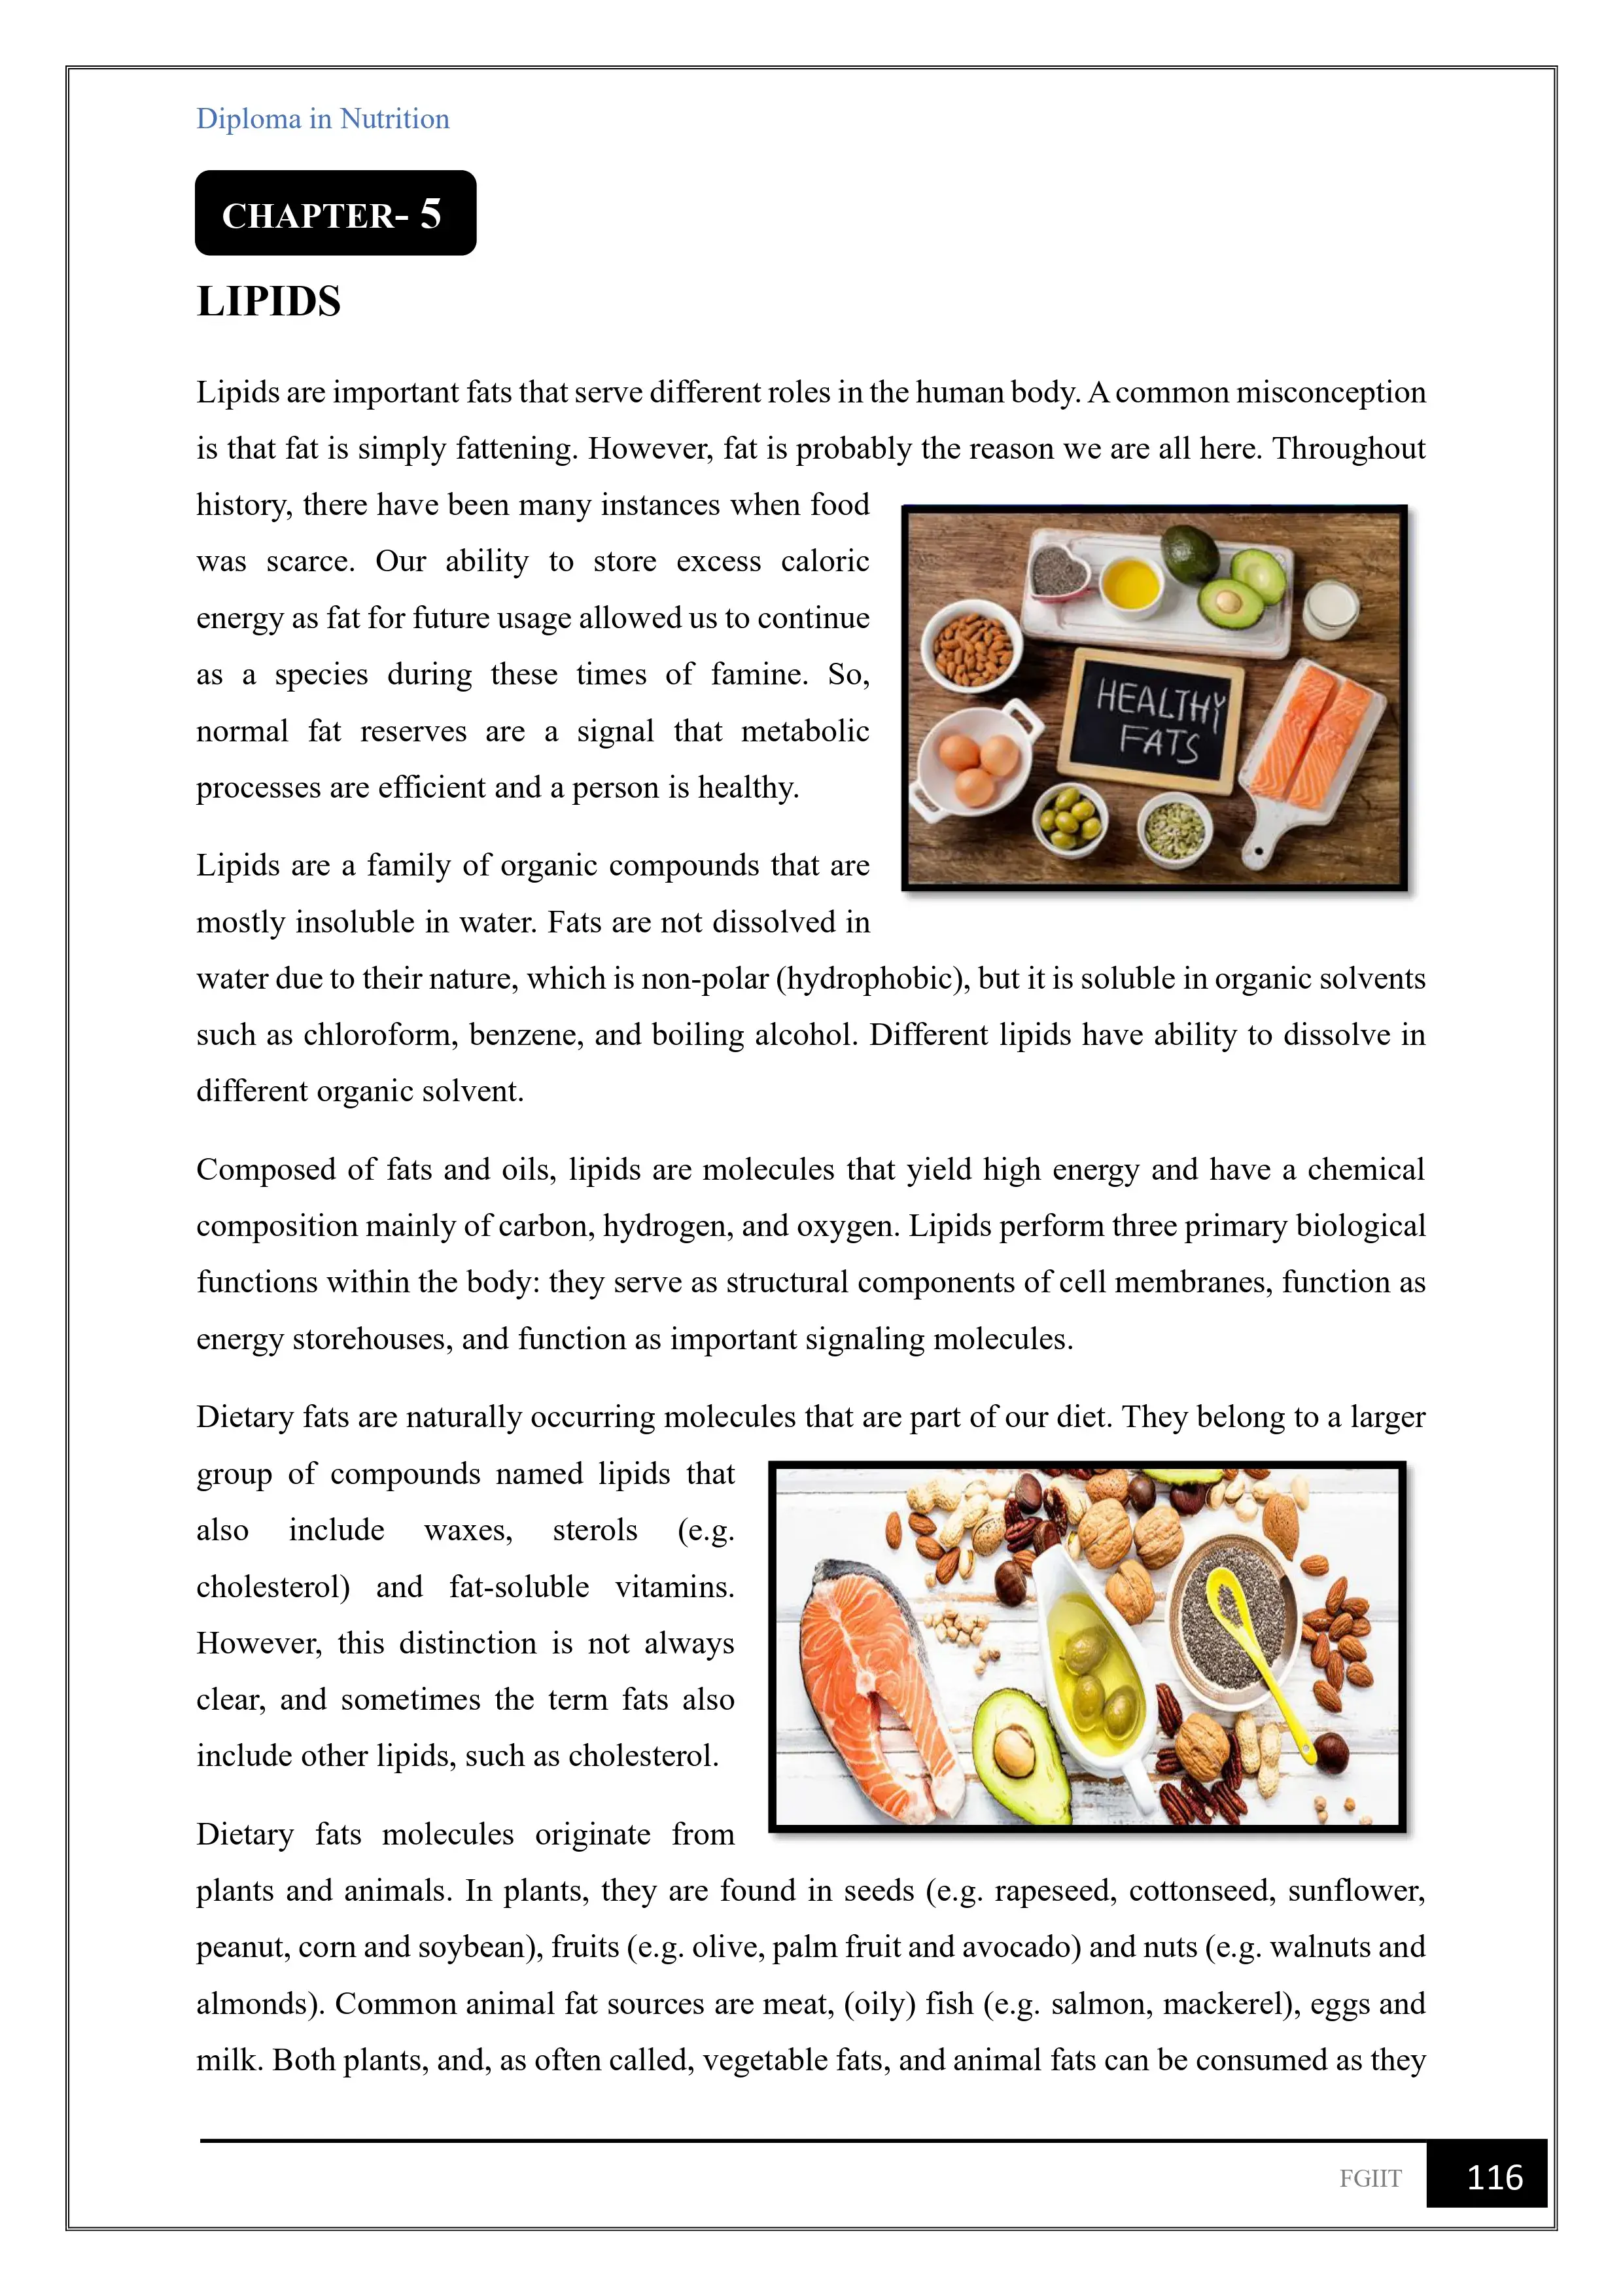 Diploma in Nutrition
CHAPTER- 5
LIPIDS
Lipids are important fats that serve different roles in the human body. A common misconception
is that fat is simply fattening. However, fat is probably the reason we are all here. Throughout
history, there have been many instances when food
was scarce. Our ability to store excess caloric
energy as fat for future usage allowed us to continue
as a species during these times of famine. So,
normal fat reserves are a signal that metabolic
processes are efficient and a person is healthy.
HEALTHY
FATS
Lipids are a family of organic compounds that are
mostly insoluble in water. Fats are not dissolved in
water due to their nature, which is non-polar (hydrophobic), but it is soluble in organic solvents
such as chloroform, benzene, and boiling alcohol. Different lipids have ability to dissolve in
different organic solvent.
Composed of fats and oils, lipids are molecules that yield high energy and have a chemical
composition mainly of carbon, hydrogen, and oxygen. Lipids perform three primary biological
functions within the body: they serve as structural components of cell membranes, function as
energy storehouses, and function as important signaling molecules.
Dietary fats are naturally occurring molecules that are part of our diet. They belong to a larger
group of compounds named lipids that
also include waxes, sterols (e.g.
cholesterol) and fat-soluble vitamins.
However, this distinction is not always
clear, and sometimes the term fats also
include other lipids, such as cholesterol.
Dietary fats molecules originate from
plants and animals. In plants, they are found in seeds (e.g. rapeseed, cottonseed, sunflower,
peanut, corn and soybean), fruits (e.g. olive, palm fruit and avocado) and nuts (e.g. walnuts and
almonds). Common animal fat sources are meat, (oily) fish (e.g. salmon, mackerel), eggs and
milk. Both plants, and, as often called, vegetable fats, and animal fats can be consumed as they
FGIIT
116